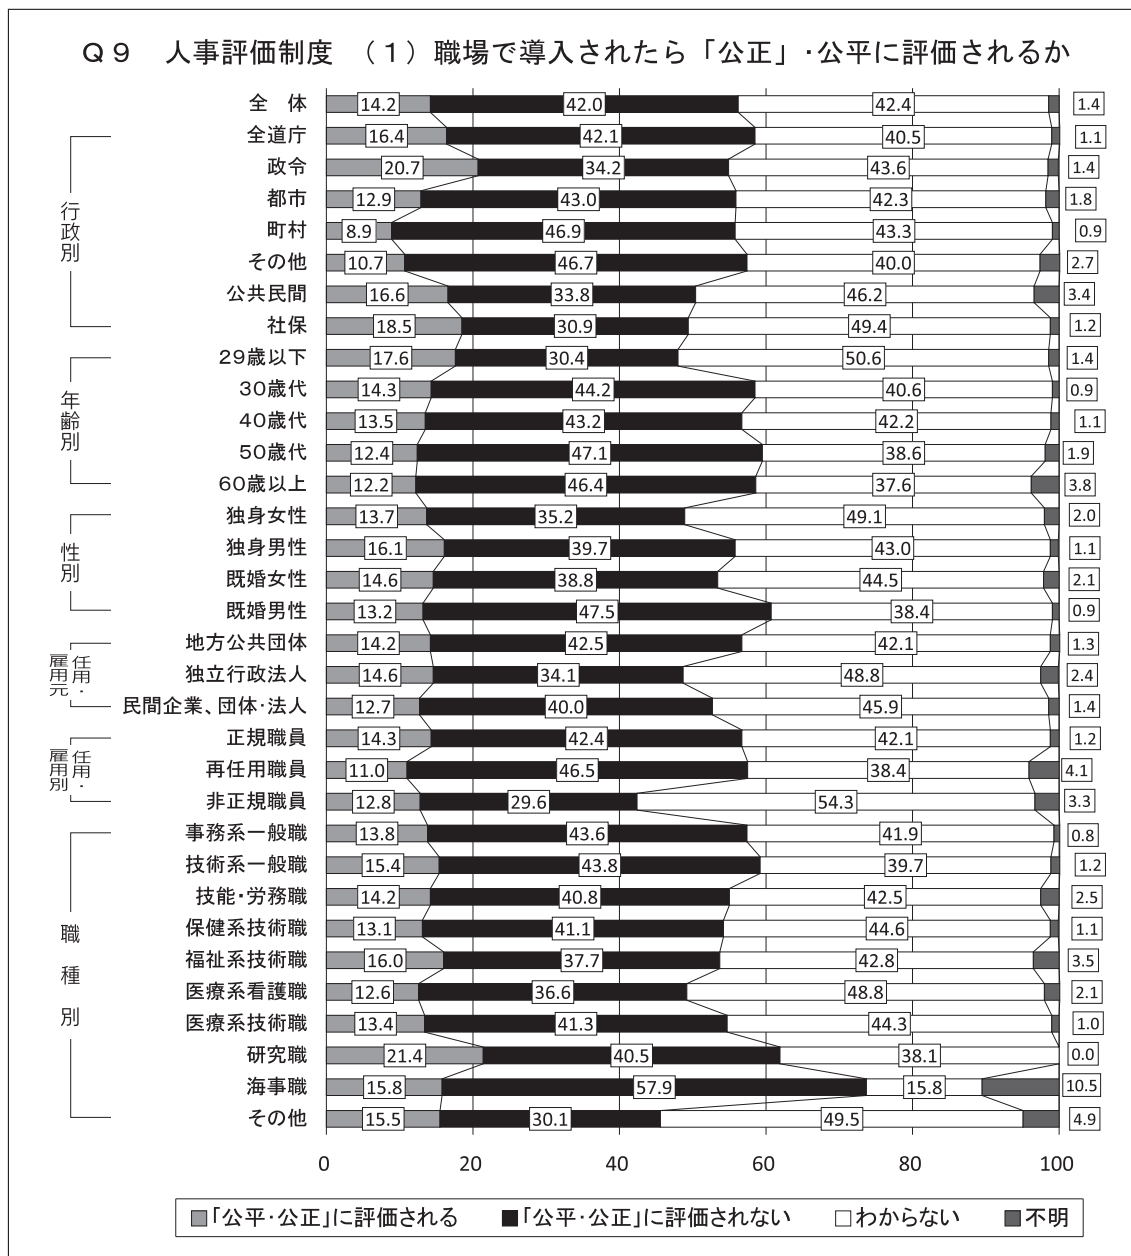 Ｑ９　人事評価制度　（１）職場で導入されたら「公正」・公平に評価されるか
全　体 14.2 42.0 42.4 1.4
行政別
全道庁 16.4 42.1 40.5 1.1
政令 20.7 34.2 43.6 1.4
都市 12.9 43.0 42.3 1.8
町村 8.9 46.9 43.3 0.9
その他 10.7 46.7 40.0 2.7
公共民間 16.6 33.8 46.2 3.4
社保 18.5 30.9 49.4 1.2
年齢別
29歳以下 17.6 30.4 50.6 1.4
30歳代 14.3 44.2 40.6 0.9
40歳代 13.5 43.2 42.2 1.1
50歳代 12.4 47.1 38.6 1.9
60歳以上 12.2 46.4 37.6 3.8
性別
独身女性 13.7 35.2 49.1 2.0
独身男性 16.1 39.7 43.0 1.1
既婚女性 14.6 38.8 44.5 2.1
既婚男性 13.2 47.5 38.4 0.9
任用・
雇用元
地方公共団体 14.2 42.5 42.1 1.3
独立行政法人 14.6 34.1 48.8 2.4
民間企業、団体・法人 12.7 40.0 45.9 1.4
任用・
雇用別
正規職員 14.3 42.4 42.1 1.2
再任用職員 11.0 46.5 38.4 4.1
非正規職員 12.8 29.6 54.3 3.3
職種別
事務系一般職 13.8 43.6 41.9 0.8
技術系一般職 15.4 43.8 39.7 1.2
技能・労務職 14.2 40.8 42.5 2.5
保健系技術職 13.1 41.1 44.6 1.1
福祉系技術職 16.0 37.7 42.8 3.5
医療系看護職 12.6 36.6 48.8 2.1
医療系技術職 13.4 41.3 44.3 1.0
研究職 21.4 40.5 38.1 0.0
海事職 15.8 57.9 15.8 10.5
その他 15.5 30.1 49.5 4.9
0 20 40 60 80 100
「公平・公正」に評価される 「公平・公正」に評価されない わからない 不明